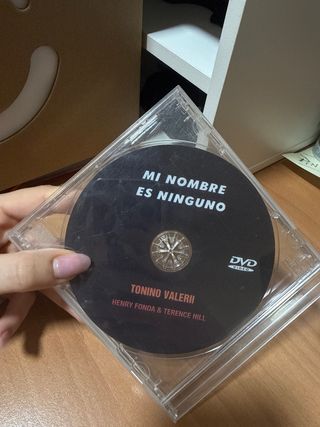 MI NOMBRE
ES NINGUNO
DVD
VIDEO
TONINO VALERII
HENRY FONDA & TERENCE HILL